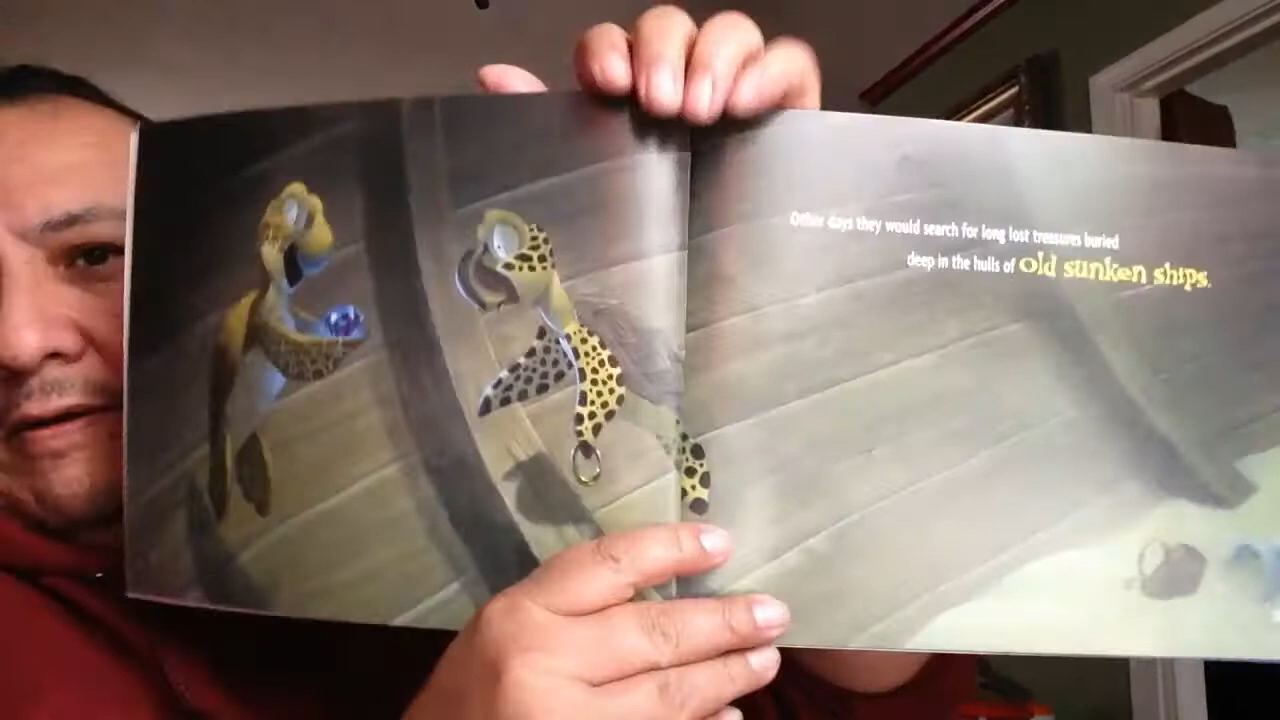 Other days they would search for long lost treasures buried
deep in the hulls of old sunken ships.